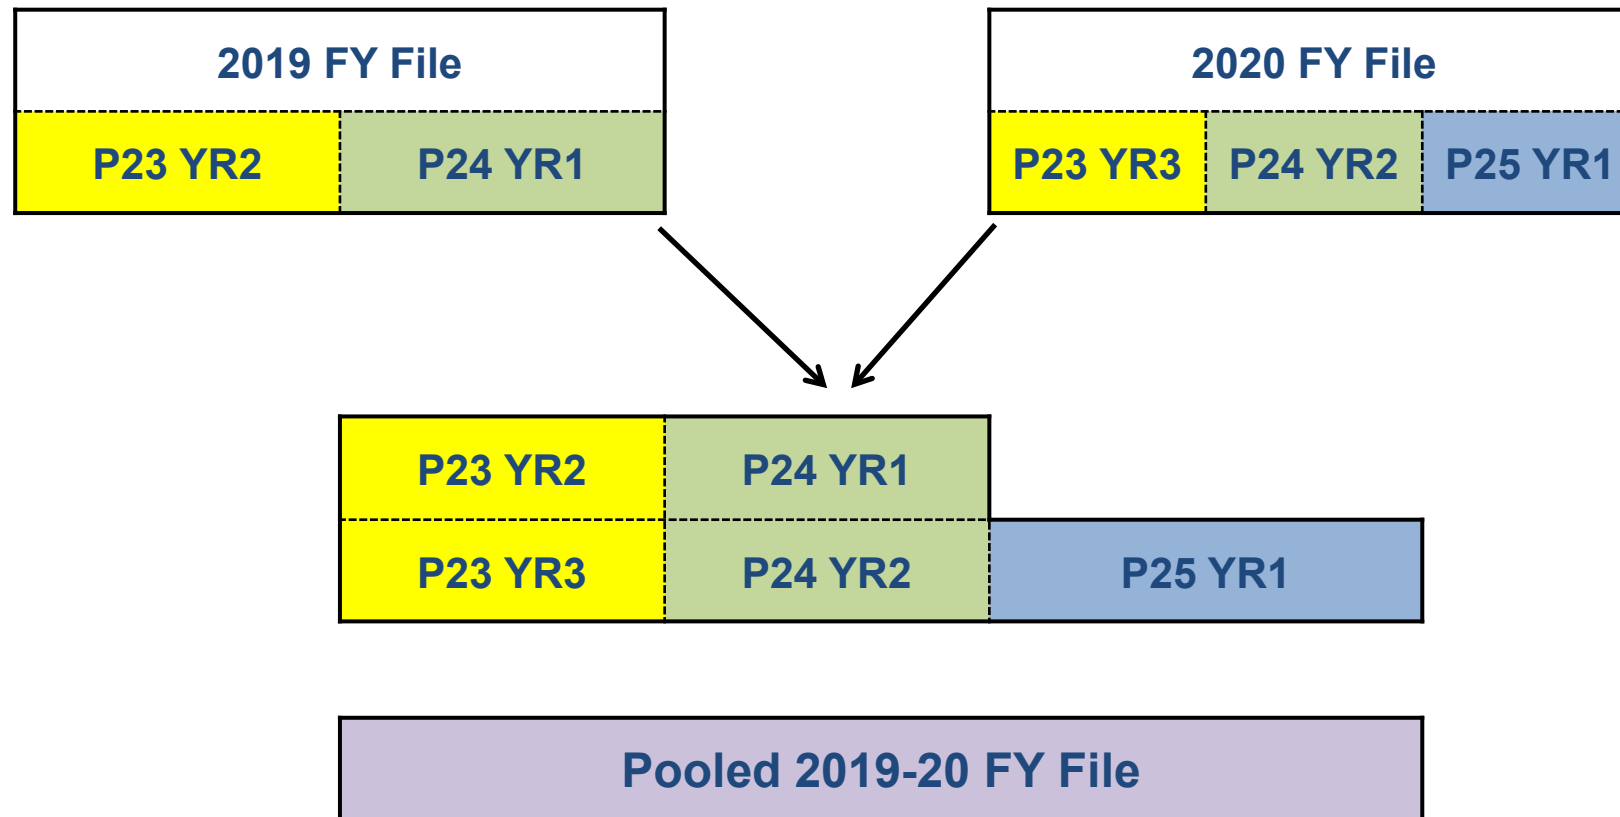 2019 FY File
2020 FY File
P23 YR2 P24 YR1
P23 YR3 P24 YR2 P25 YR1
P23 YR2 P24 YR1
P23 YR3 P24 YR2 P25 YR1
Pooled 2019-20 FY File